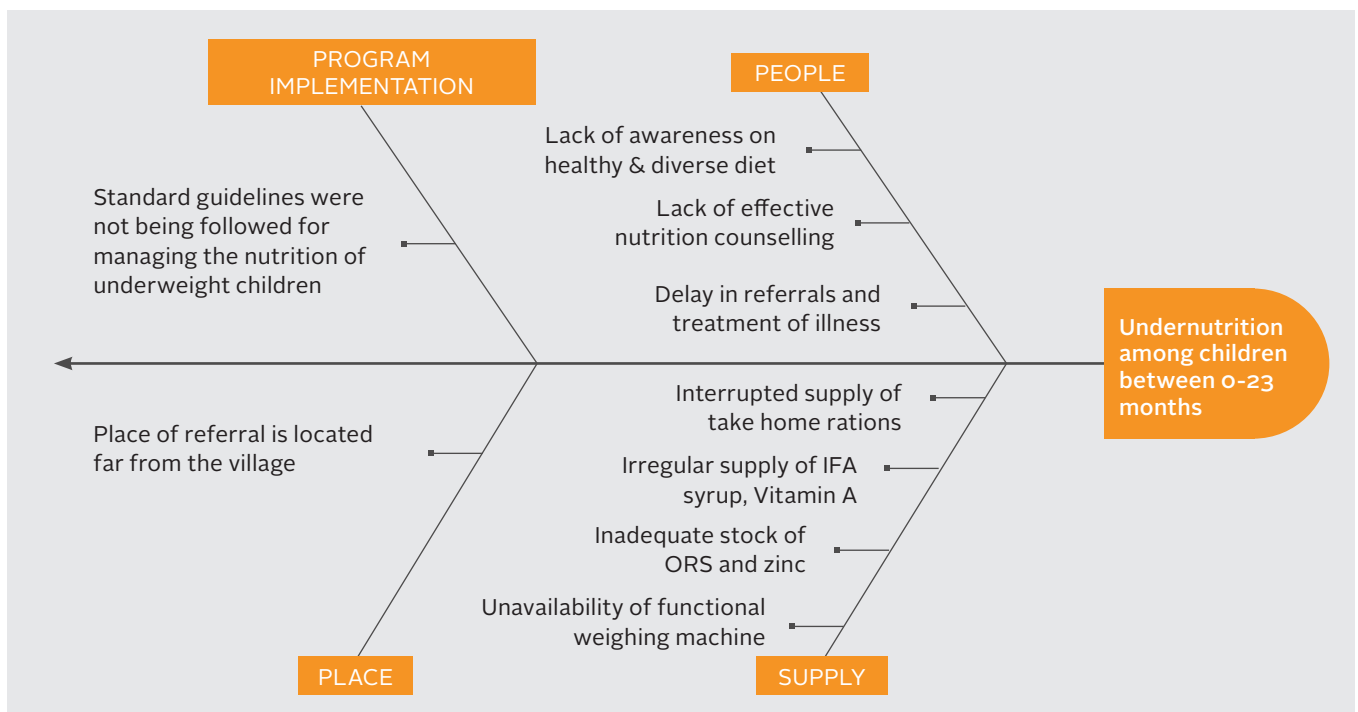 PROGRAM
IMPLEMENTATION
Standard guidelines were
not being followed for
managing the nutrition of
underweight children
PEOPLE
Lack of awareness on
healthy & diverse diet
Lack of effective
nutrition counselling
Delay in referrals and
treatment of illness
Undernutrition
among children
between 0-23
months
Place of referral is located
far from the village
PLACE
Interrupted supply of
take home rations
Irregular supply of IFA
syrup, Vitamin A
Inadequate stock of
ORS and zinc
Unavailability of functional
weighing machine
SUPPLY